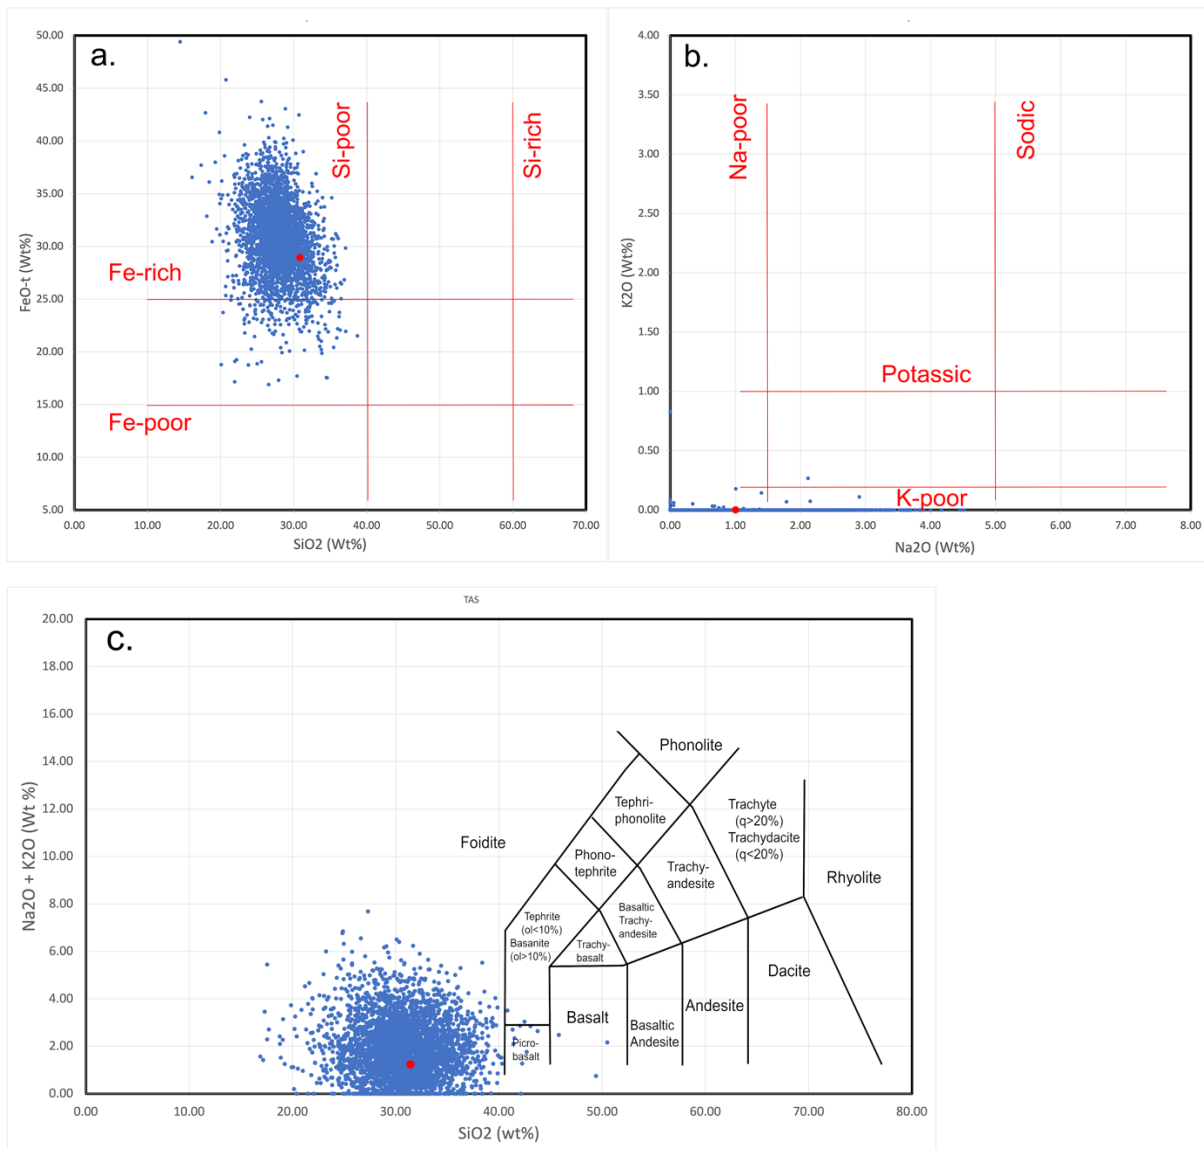 a.
50.00
45.00
40.00
35.00
30.00
25.00
20.00
15.00
10.00
5.00
FeO-t (Wt%)
Fe-rich
Fe-poor
Si-poor
Si-rich
0.00 10.00 20.00 30.00 40.00 50.00 60.00 70.00
SiO2 (Wt%)
b.
4.00
3.50
3.00
2.50
2.00
1.50
1.00
0.50
0.00
K2O (Wt%)
Na-poor
Sodic
Potassic
K-poor
0.00 1.00 2.00 3.00 4.00 5.00 6.00 7.00 8.00
Na2O (Wt%)
TAS
c.
20.00
18.00
16.00
14.00
12.00
10.00
8.00
6.00
4.00
2.00
0.00
Na2O + K2O (Wt %)
Phonolite
Tephri-
phonolite
Trachyte
(q>20%)
Trachydacite
(q<20%)
Foidite
Phono-
tephrite
Trachy-
andesite
Rhyolite
Tephrite
(ol<10%)
Basanite
(ol>10%)
Basaltic
Trachy-
andesite
Trachy-
basalt
Dacite
Andesite
Basalt
Basaltic
Andesite
Picro-
basalt
0.00 10.00 20.00 30.00 40.00 50.00 60.00 70.00 80.00
SiO2 (wt%)